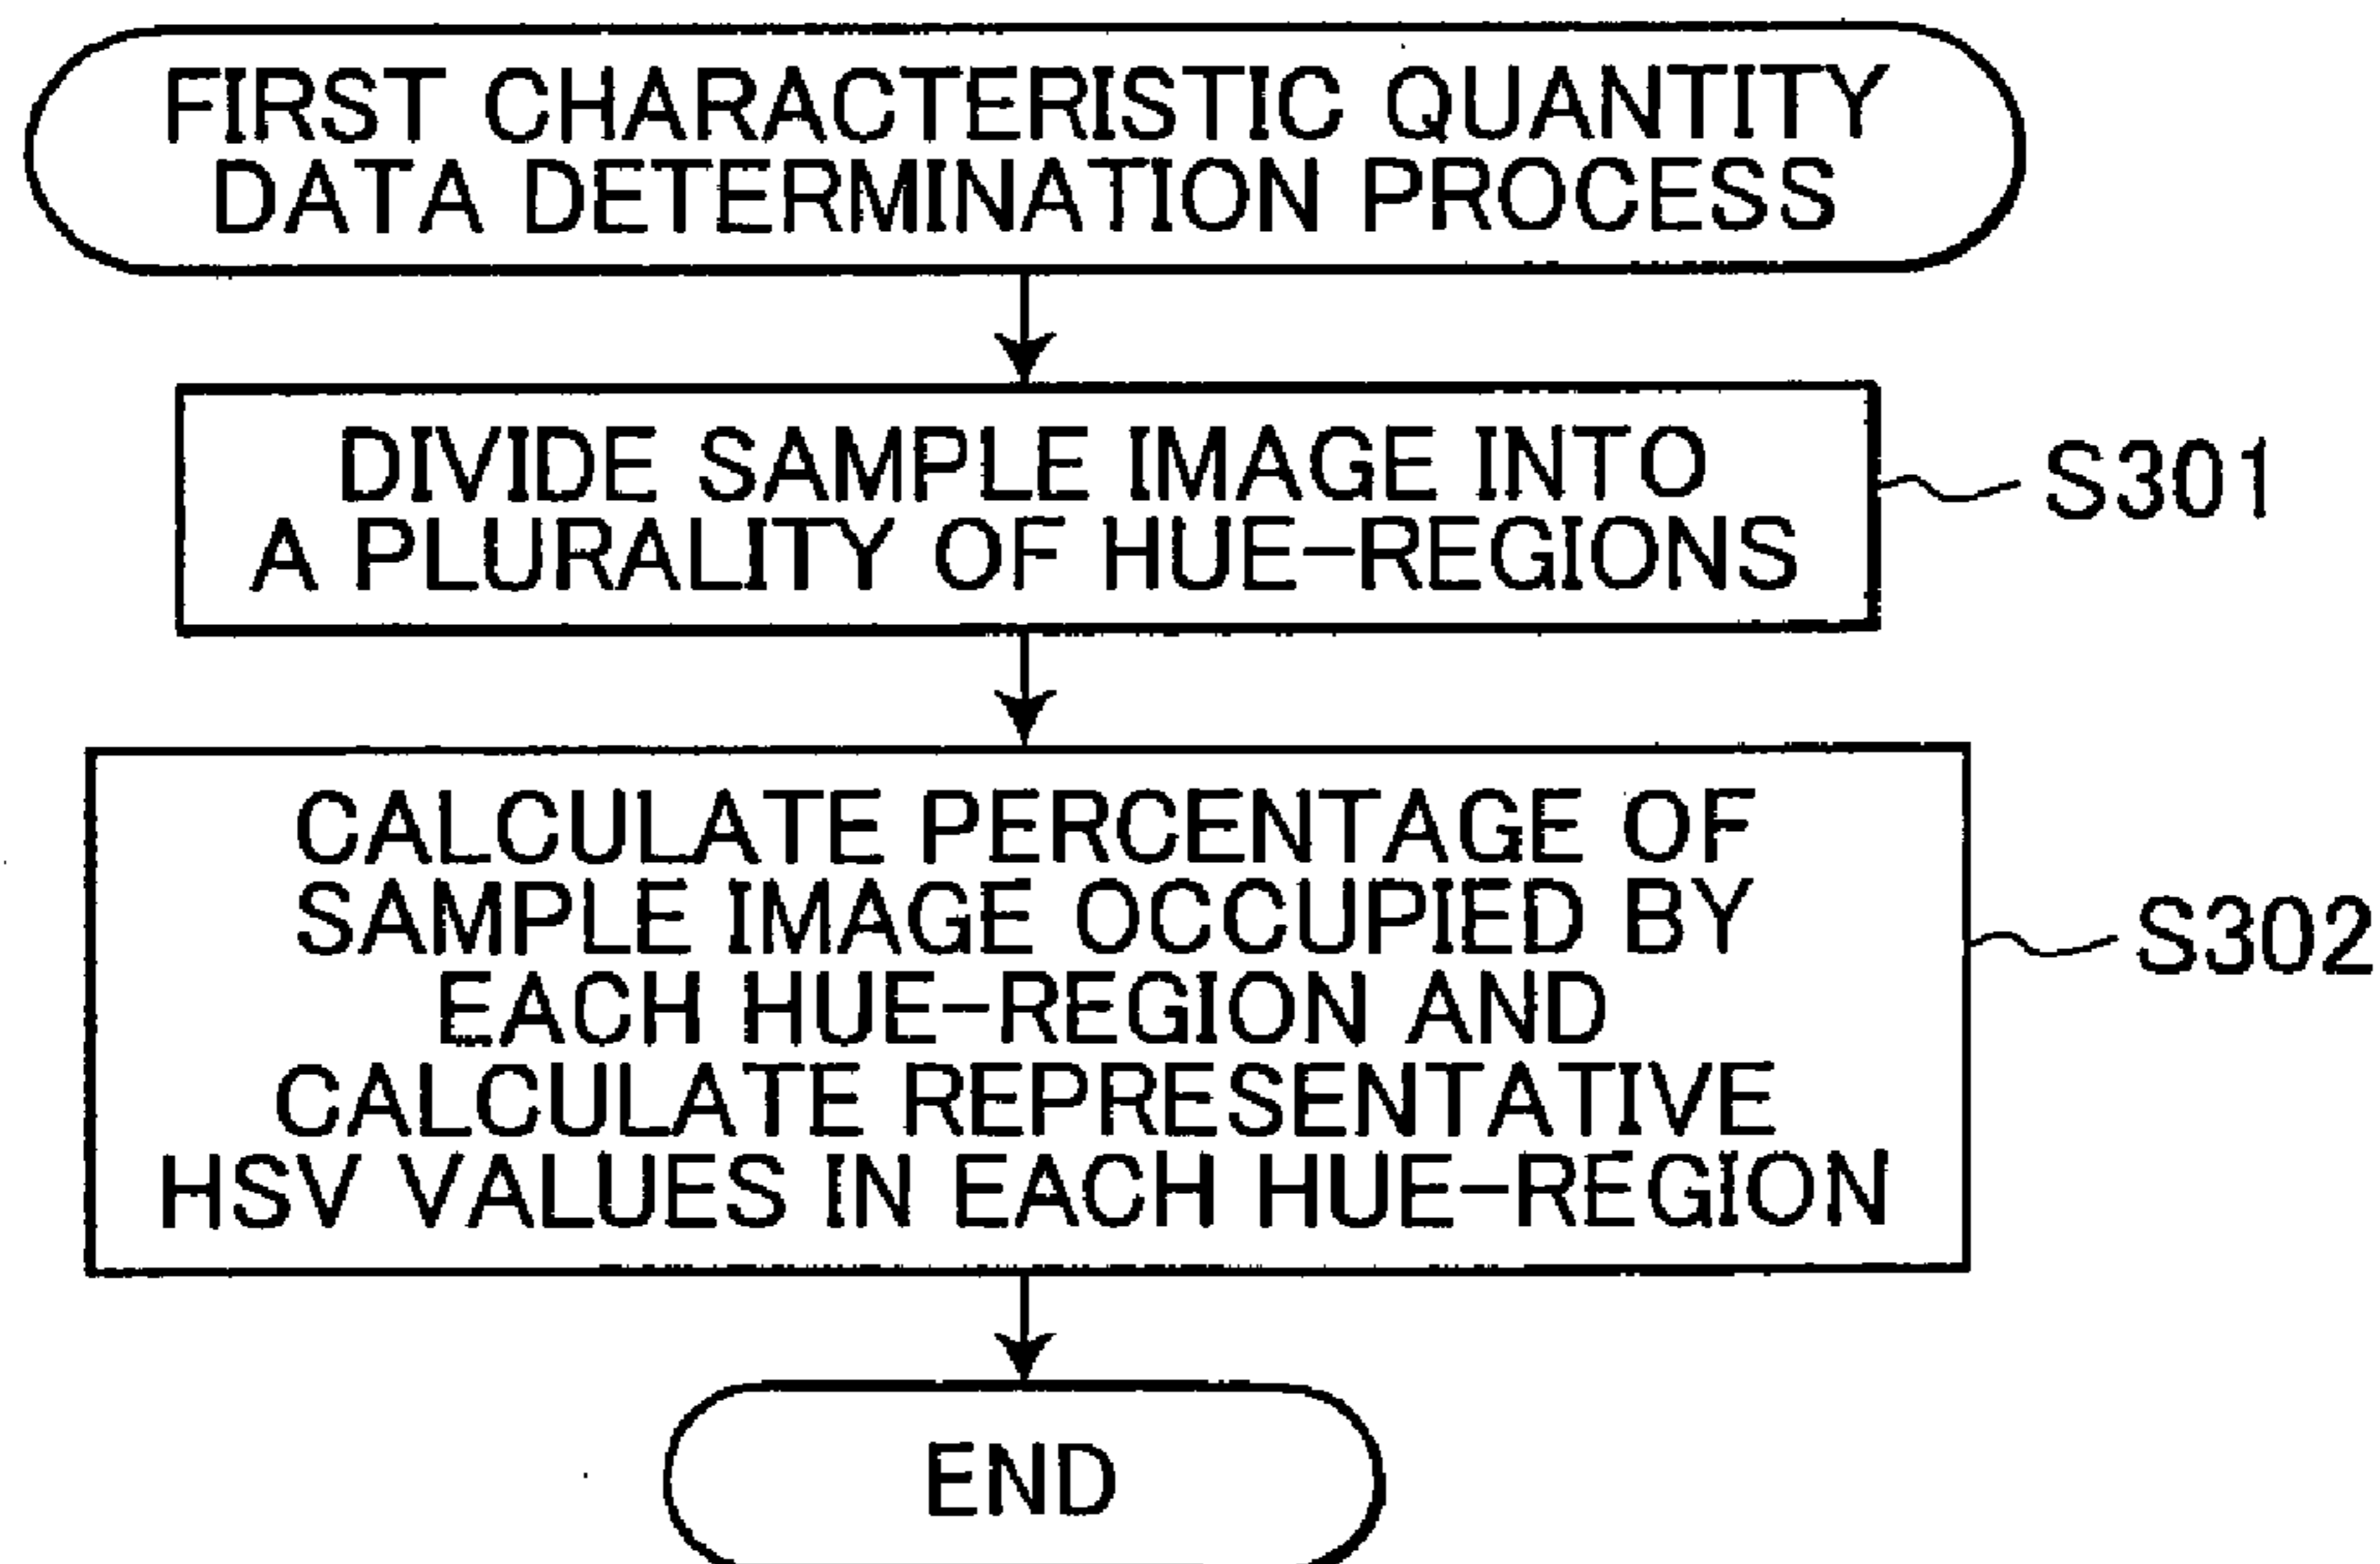 FIRST CHARACTERISTIC QUANTITY
DATA DETERMINATION PROCESS
DIVIDE SAMPLE IMAGE INTO
A PLURALITY OF HUE-REGIONS
S301
CALCULATE PERCENTAGE OF
SAMPLE IMAGE OCCUPIED BY
EACH HUE-REGION AND
CALCULATE REPRESENTATIVE
HSV VALUES IN EACH HUE-REGION
S302
END